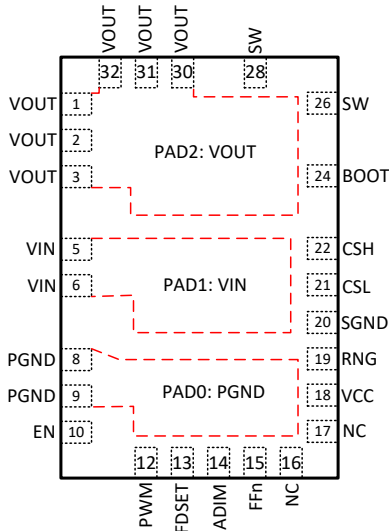 VOUT VOUT VOUT SW
32 31 30 28
VOUT 1 26 SW
VOUT 2
PAD2: VOUT
VOUT 3 24 BOOT
VIN 5 22 CSH
VIN 6 PAD1: VIN 21 CSL
20 SGND
PGND 8 19 RNG
PGND 9 PAD0: PGND 18 VCC
EN 10 17 NC
12 13 14 15 16
PWM FDSET ADIM FFn NC